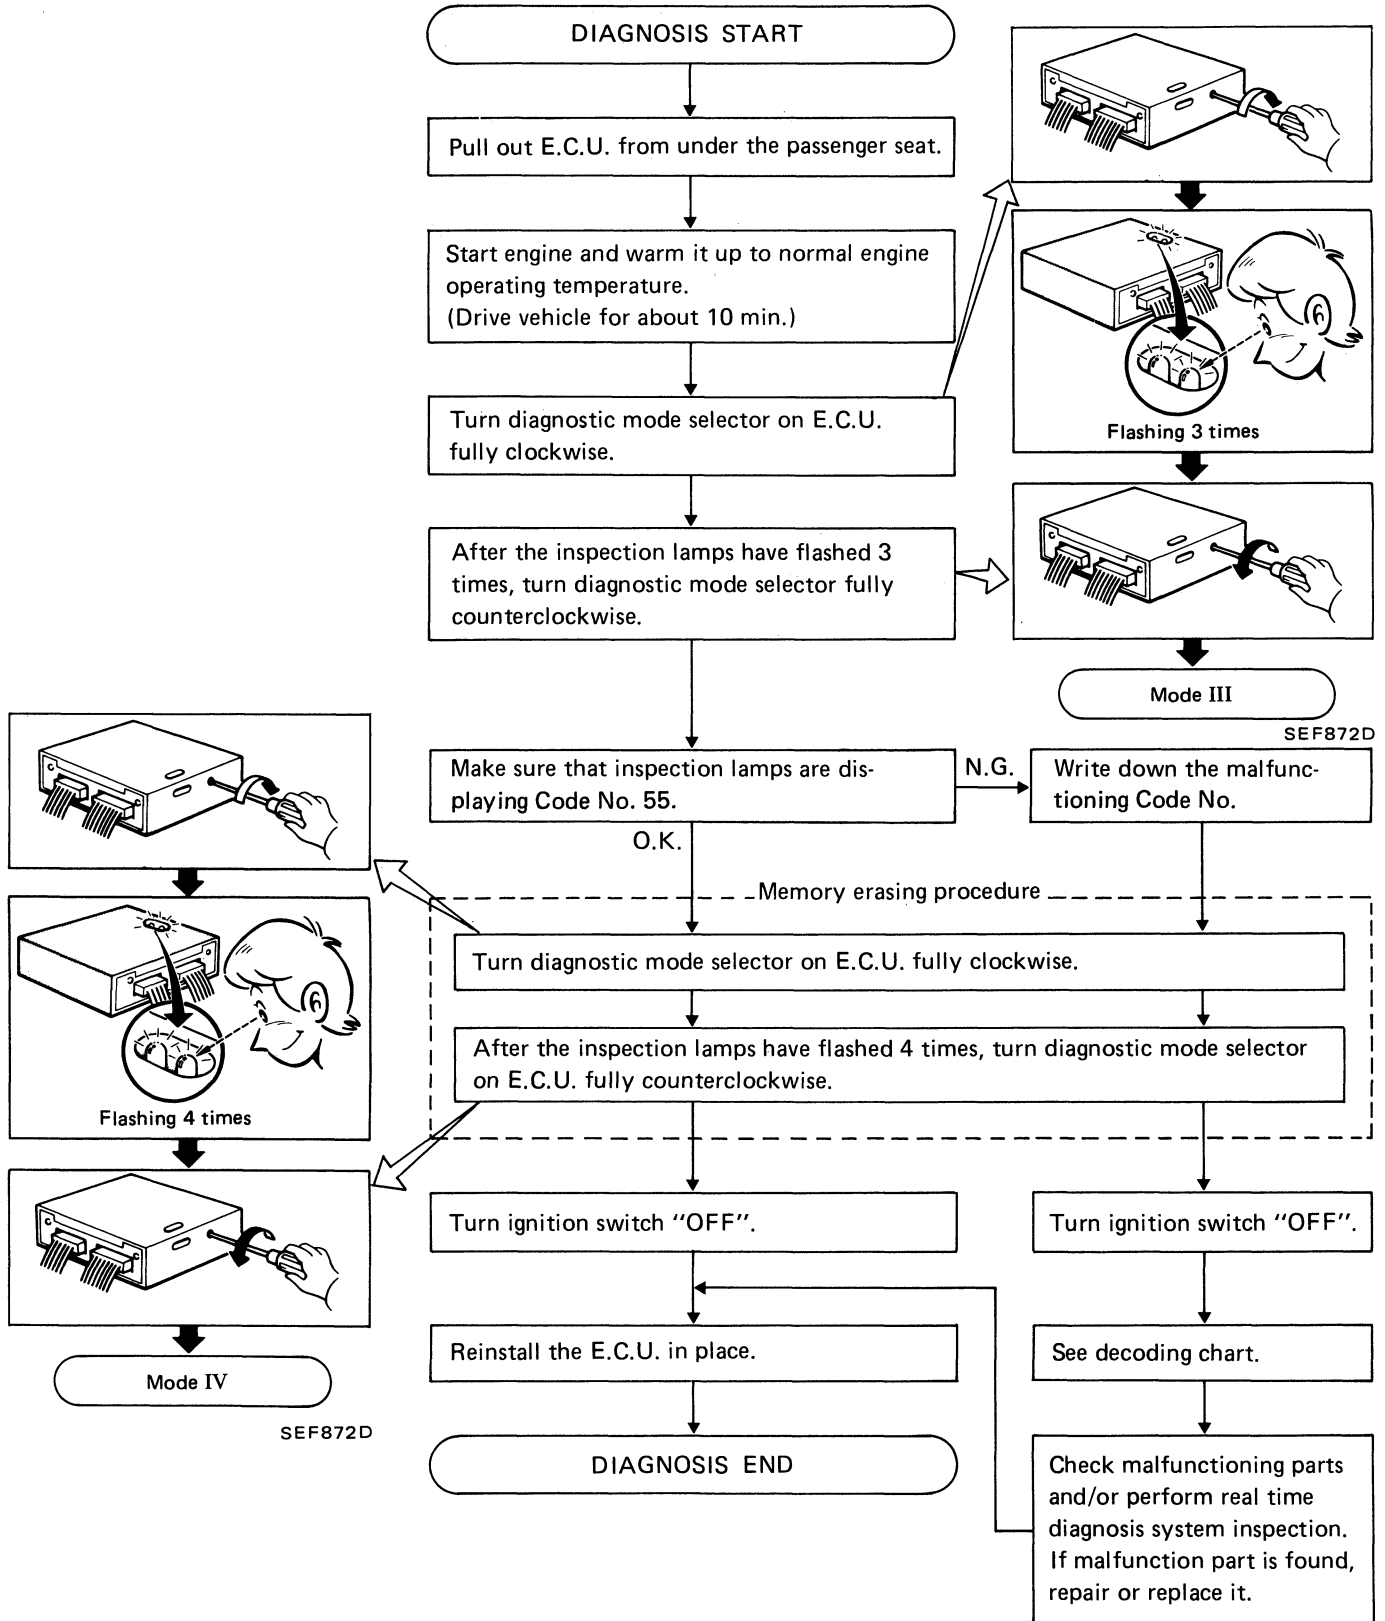 DIAGNOSIS START
Pull out E.C.U. from under the passenger seat.
Start engine and warm it up to normal engine
operating temperature.
(Drive vehicle for about 10 min.)
Turn diagnostic mode selector on E.C.U.
fully clockwise.
Flashing 3 times
After the inspection lamps have flashed 3
times, turn diagnostic mode selector fully
counterclockwise.
Mode III
SEF872D
Make sure that inspection lamps are dis-
playing Code No. 55.
N.G.
Write down the malfunc-
tioning Code No.
O.K.
Memory erasing procedure
Turn diagnostic mode selector on E.C.U. fully clockwise.
After the inspection lamps have flashed 4 times, turn diagnostic mode selector
on E.C.U. fully counterclockwise.
Flashing 4 times
Mode IV
SEF872D
Turn ignition switch "OFF".
Turn ignition switch "OFF".
Reinstall the E.C.U. in place.
See decoding chart.
DIAGNOSIS END
Check malfunctioning parts
and/or perform real time
diagnosis system inspection.
If malfunction part is found,
repair or replace it.